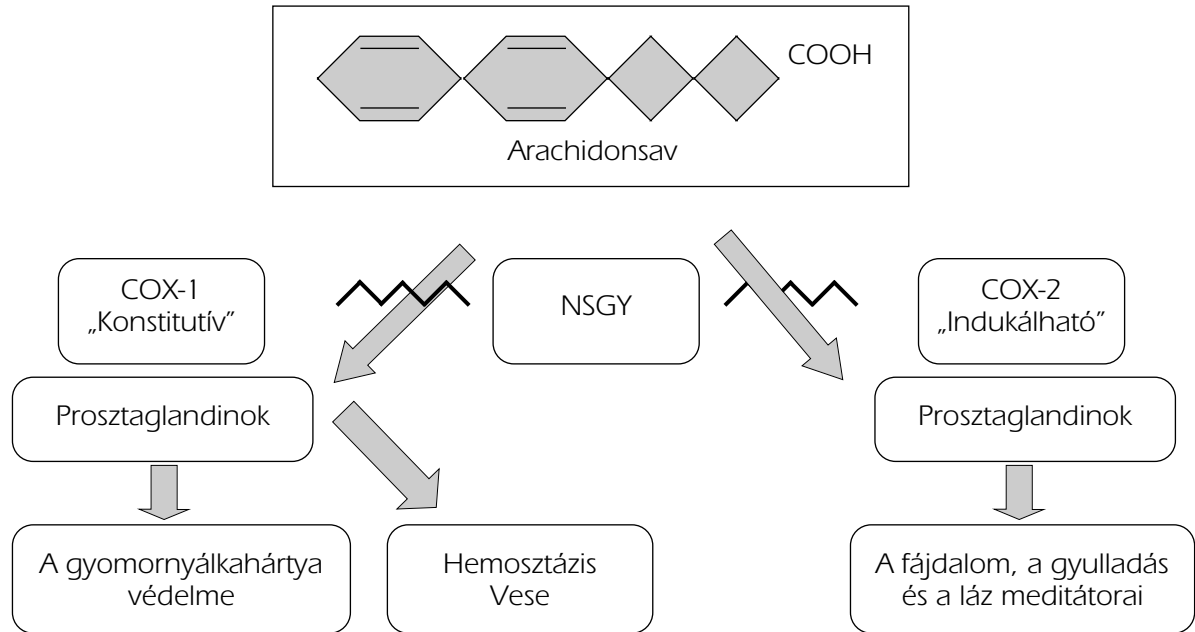 COOH
Arachidonsav
COX-1
„Konstitutív”
NSGY
COX-2
„Indukálható”
Prosztaglandinok
Prosztaglandinok
A gyomornyálkahártya
védelme
Hemosztázis
Vese
A fájdalom, a gyulladás
és a láz meditátorai